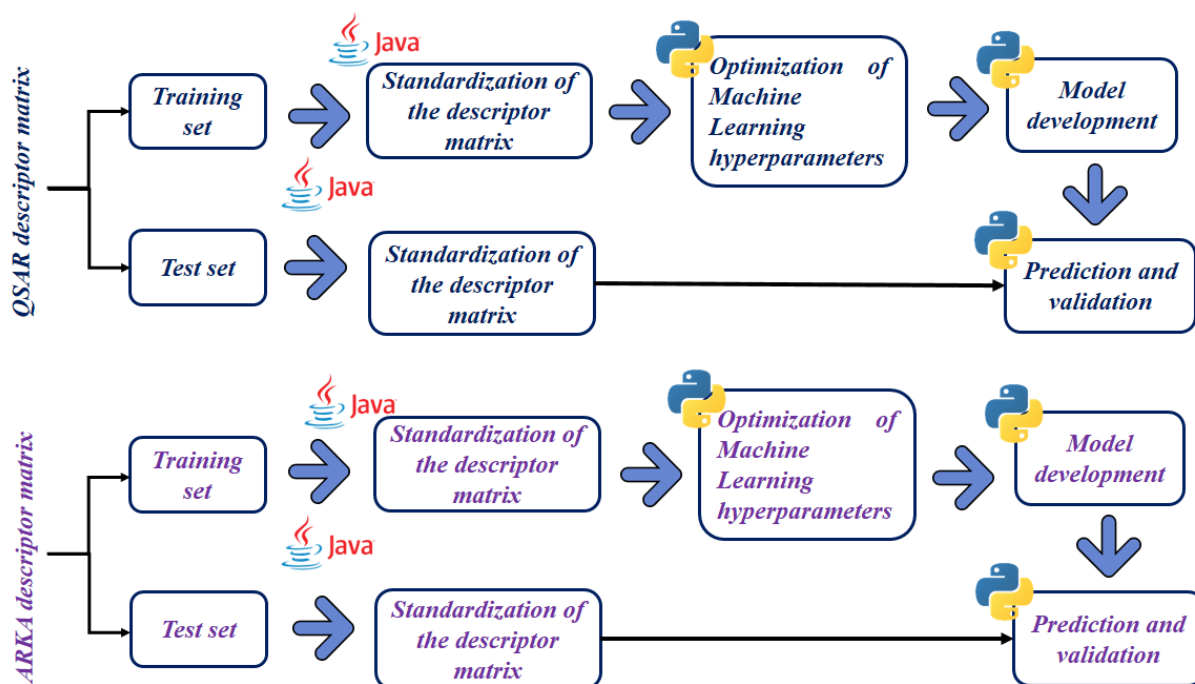 QSAR descriptor matrix
Training
set
Java
Standardization of
the descriptor
matrix
Optimization of
Machine
Learning
hyperparameters
Model
development
Test set
Java
Standardization of
the descriptor
matrix
Prediction and
validation
ARKA descriptor matrix
Training
set
Java
Standardization of
the descriptor
matrix
Optimization of
Machine
Learning
hyperparameters
Model
development
Test set
Java
Standardization of
the descriptor
matrix
Prediction and
validation